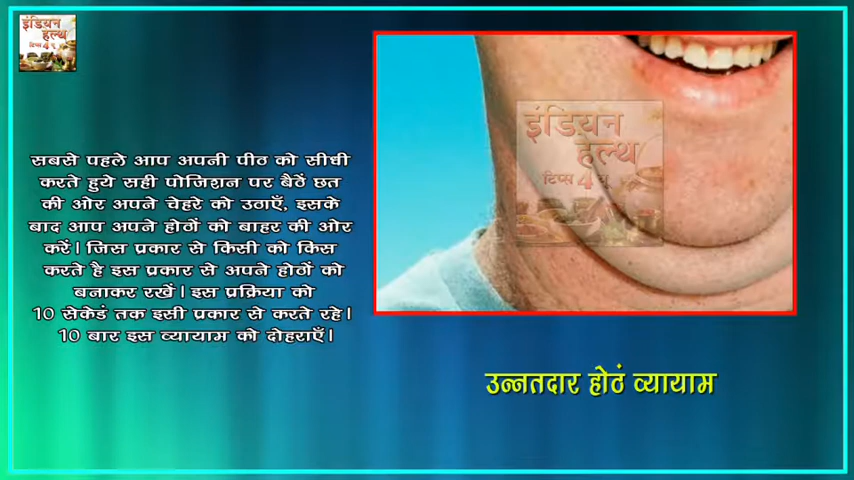 इंडियन
हेल्थ
टिप्स 4 यू
सबसे पहले आप अपनी पीठ को सीधी
करते हुये सही पोजिशन पर बैठें छत
की ओर अपने चेहरे को उठाएँ, इसके
बाद आप अपने होठों को बाहर की ओर
करें। जिस प्रकार से किसी को किस
करते है इस प्रकार से अपने होठों को
बनाकर रखें। इस प्रक्रिया को
10 सेकेडं तक इसी प्रकार से करते रहे।
10 बार इस व्यायाम को दोहराएँ।
इंडियन
हेल्थ
टिप्स 4 यू
उन्नतदार होठं व्यायाम